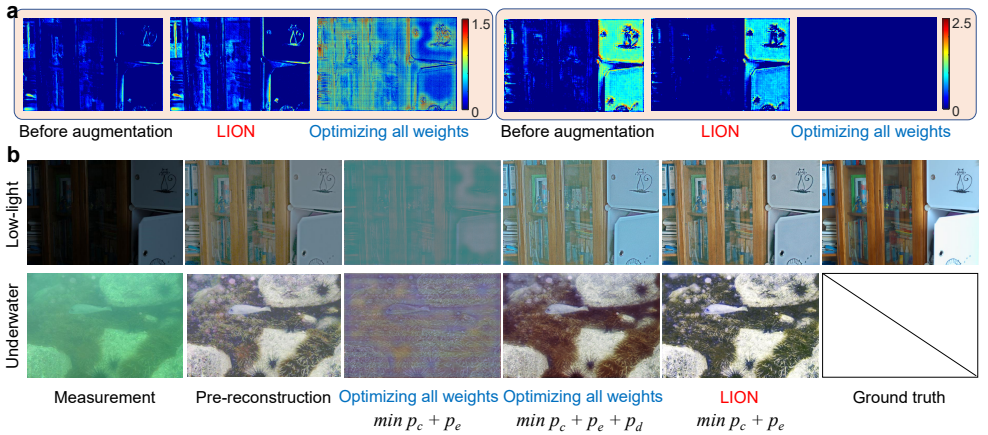 a
1.5
0
2.5
0
Before augmentation LION Optimizing all weights Before augmentation LION Optimizing all weights
b
Low-light
Underwater
Measurement Pre-reconstruction Optimizing all weights Optimizing all weights LION Ground truth
min p_c + p_e min p_c + p_e + p_d min p_c + p_e